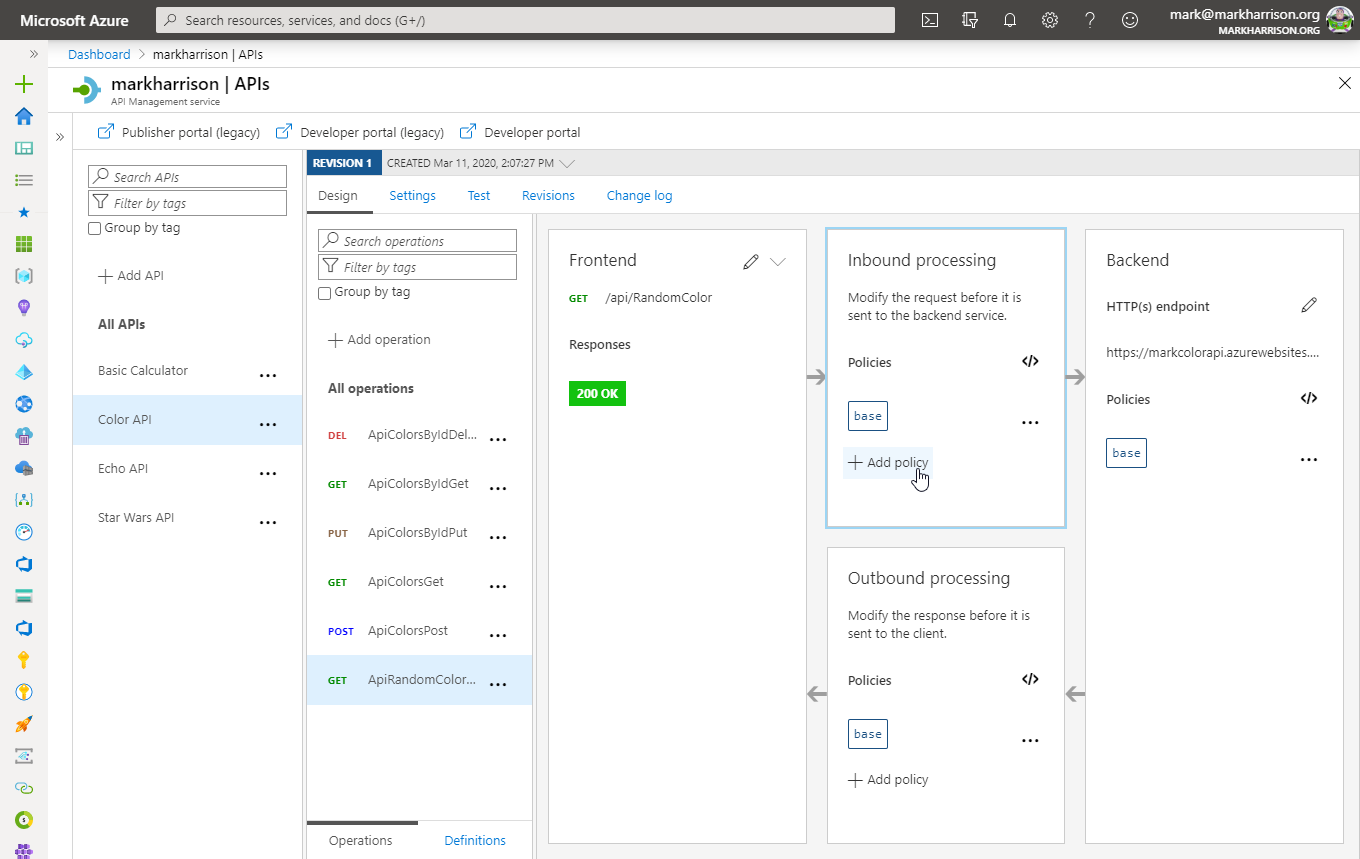 Microsoft Azure
Search resources, services, and docs (G+/)
mark@markharrison.org
MARKHARRISON.ORG
Dashboard > markharrison | APIs
markharrison | APIs
API Management service
Publisher portal (legacy)
Developer portal (legacy)
Developer portal
Search APIs
Filter by tags
Group by tag
Add API
All APIs
Basic Calculator
Color API
Echo API
Star Wars API
REVISION 1
CREATED Mar 11, 2020, 2:07:27 PM
Design
Settings
Test
Revisions
Change log
Search operations
Filter by tags
Group by tag
Add operation
All operations
DEL ApiColorsByIdDel...
GET ApiColorsByIdGet
PUT ApiColorsByIdPut
GET ApiColorsGet
POST ApiColorsPost
GET ApiRandomColor...
Operations
Definitions
Frontend
GET /api/RandomColor
Responses
200 OK
Inbound processing
Modify the request before it is
sent to the backend service.
Policies
base
Add policy
Outbound processing
Modify the response before it is
sent to the client.
Policies
base
Add policy
Backend
HTTP(s) endpoint
https://markcolorapi.azurewebsites....
Policies
base